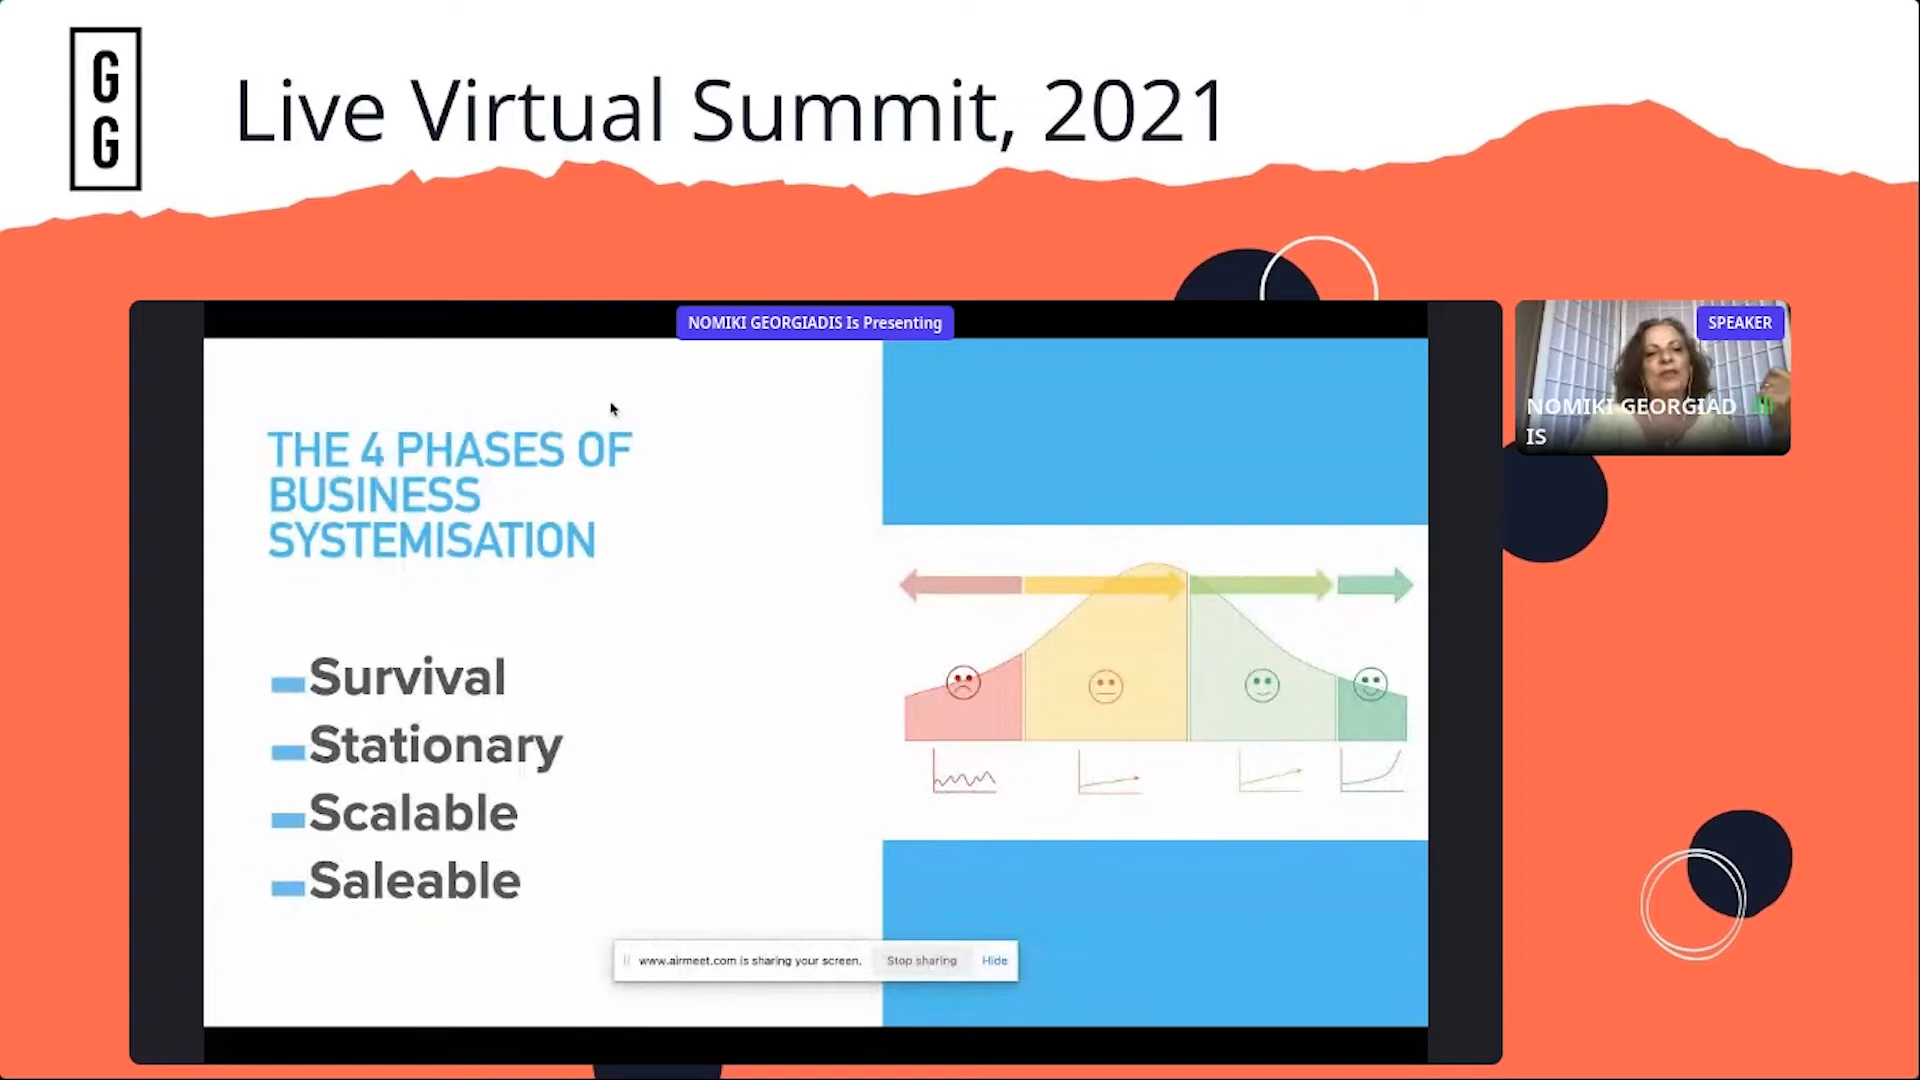 G
G
Live Virtual Summit, 2021
NOMIKI GEORGIADIS Is Presenting
SPEAKER
NOMIKI GEORGIAD
IS
THE 4 PHASES OF
BUSINESS
SYSTEMISATION
Survival
Stationary
Scalable
Saleable
www.airmeet.com is sharing your screen. Stop sharing Hide